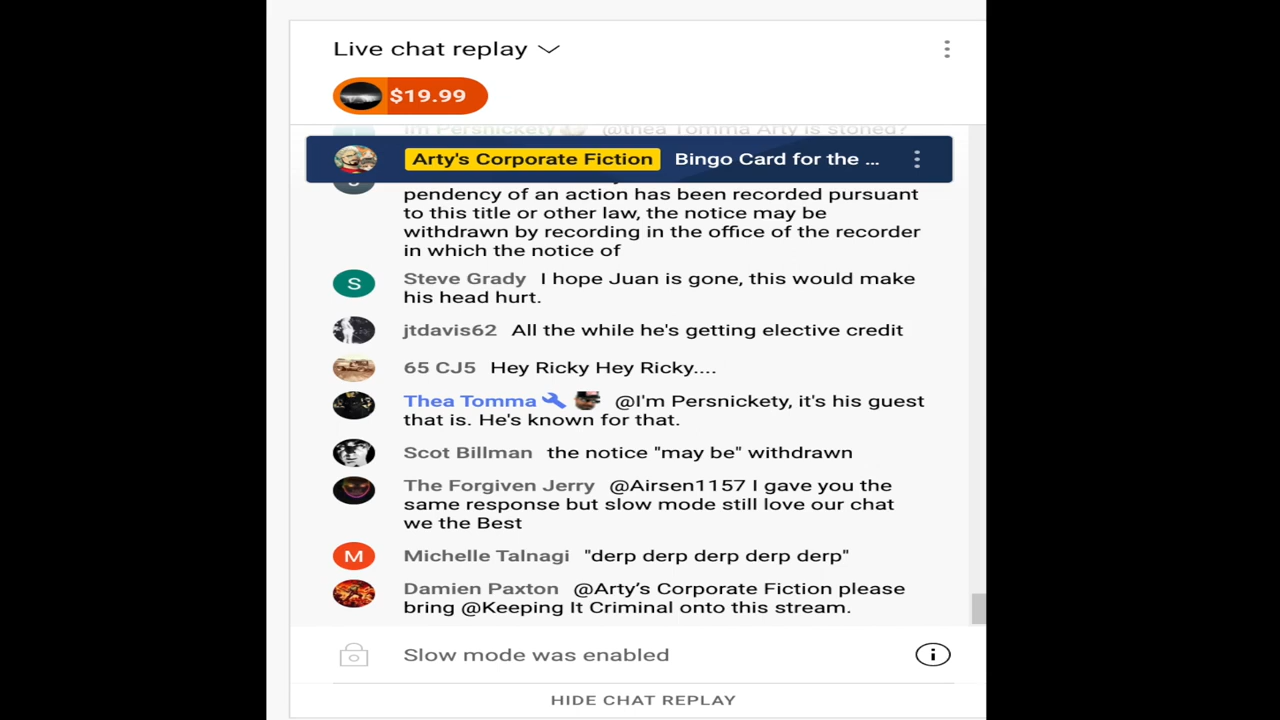 Live chat replay
$19.99
I'm Persnickety @thea Tomma Arty is stoned?
Arty's Corporate Fiction Bingo Card for the ...
pendency of an action has been recorded pursuant
to this title or other law, the notice may be
withdrawn by recording in the office of the recorder
in which the notice of
S Steve Grady I hope Juan is gone, this would make
his head hurt.
jtdavis62 All the while he's getting elective credit
65 CJ5 Hey Ricky Hey Ricky....
Thea Tomma @I'm Persnickety, it's his guest
that is. He's known for that.
Scot Billman the notice "may be" withdrawn
The Forgiven Jerry @Airsen1157 I gave you the
same response but slow mode still love our chat
we the Best
M Michelle Talnagi "derp derp derp derp derp"
Damien Paxton @Arty's Corporate Fiction please
bring @Keeping It Criminal onto this stream.
Slow mode was enabled
HIDE CHAT REPLAY